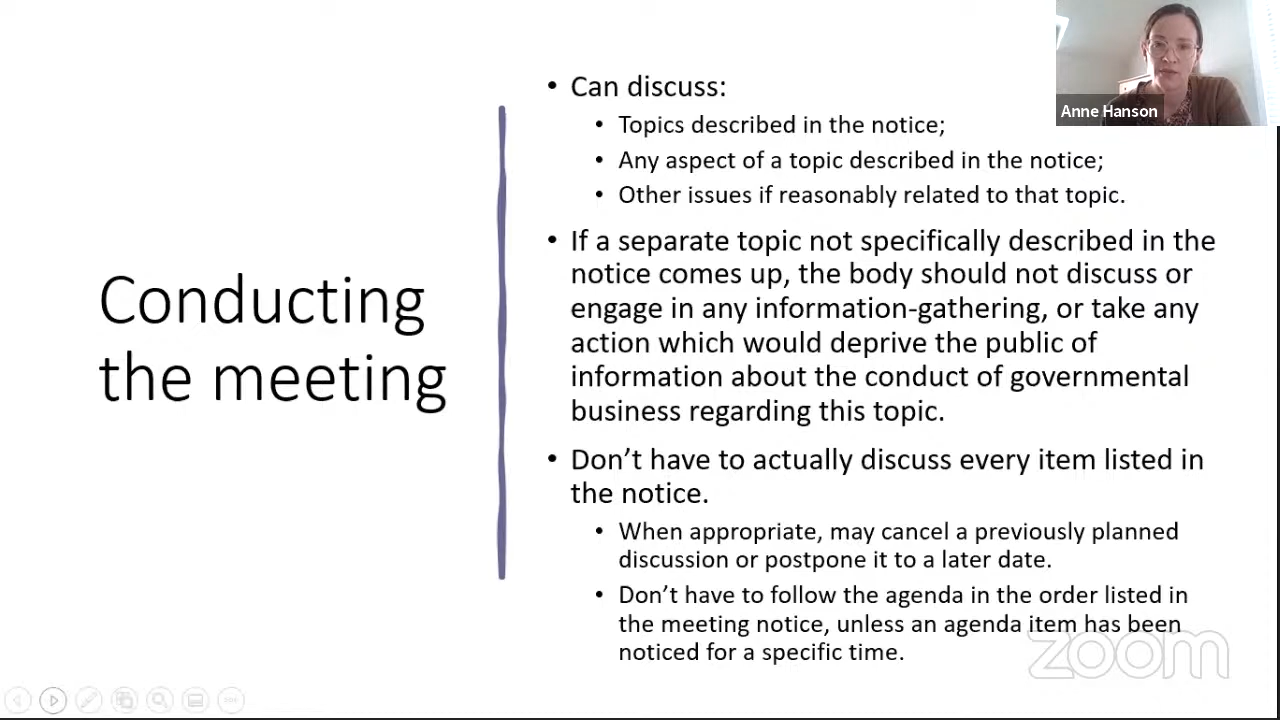 Conducting
the meeting
• Can discuss:
• Topics described in the notice;
• Any aspect of a topic described in the notice;
• Other issues if reasonably related to that topic.
• If a separate topic not specifically described in the
notice comes up, the body should not discuss or
engage in any information-gathering, or take any
action which would deprive the public of
information about the conduct of governmental
business regarding this topic.
• Don’t have to actually discuss every item listed in
the notice.
• When appropriate, may cancel a previously planned
discussion or postpone it to a later date.
• Don’t have to follow the agenda in the order listed in
the meeting notice, unless an agenda item has been
noticed for a specific time.
Anne Hanson
zoom